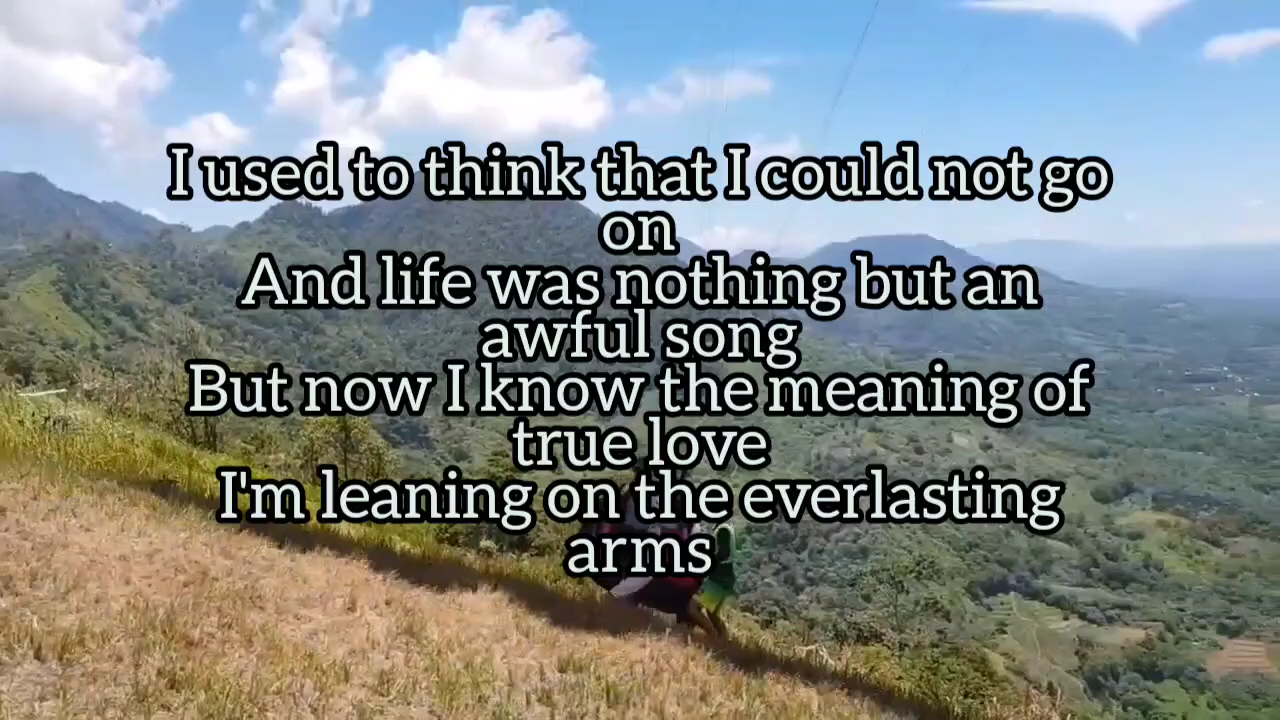 I used to think that I could not go
on
And life was nothing but an
awful song
But now I know the meaning of
true love
I'm leaning on the everlasting
arms